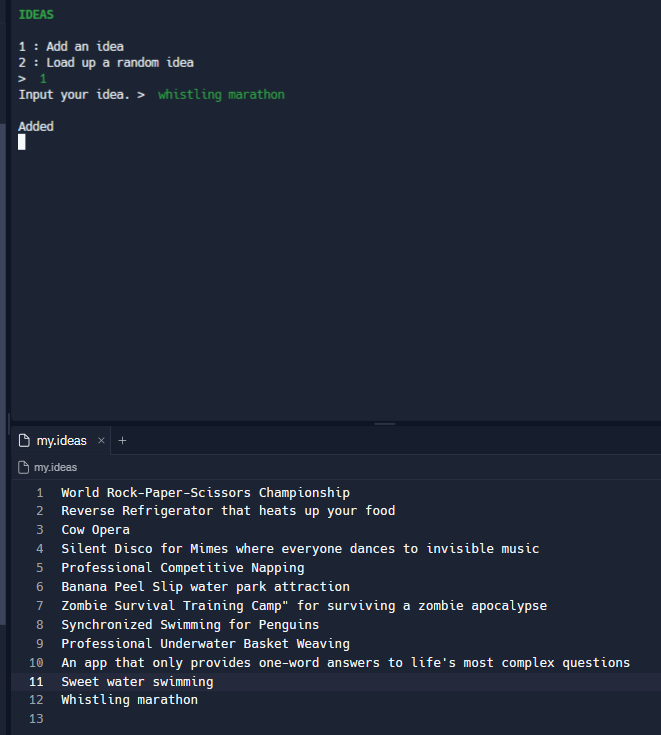 IDEAS
1 : Add an idea
2 : Load up a random idea
> 1
Input your idea. > whistling marathon
Added
my.ideas × +
my.ideas
1 World Rock-Paper-Scissors Championship
2 Reverse Refrigerator that heats up your food
3 Cow Opera
4 Silent Disco for Mimes where everyone dances to invisible music
5 Professional Competitive Napping
6 Banana Peel Slip water park attraction
7 Zombie Survival Training Camp" for surviving a zombie apocalypse
8 Synchronized Swimming for Penguins
9 Professional Underwater Basket Weaving
10 An app that only provides one-word answers to life's most complex questions
11 Sweet water swimming
12 Whistling marathon
13